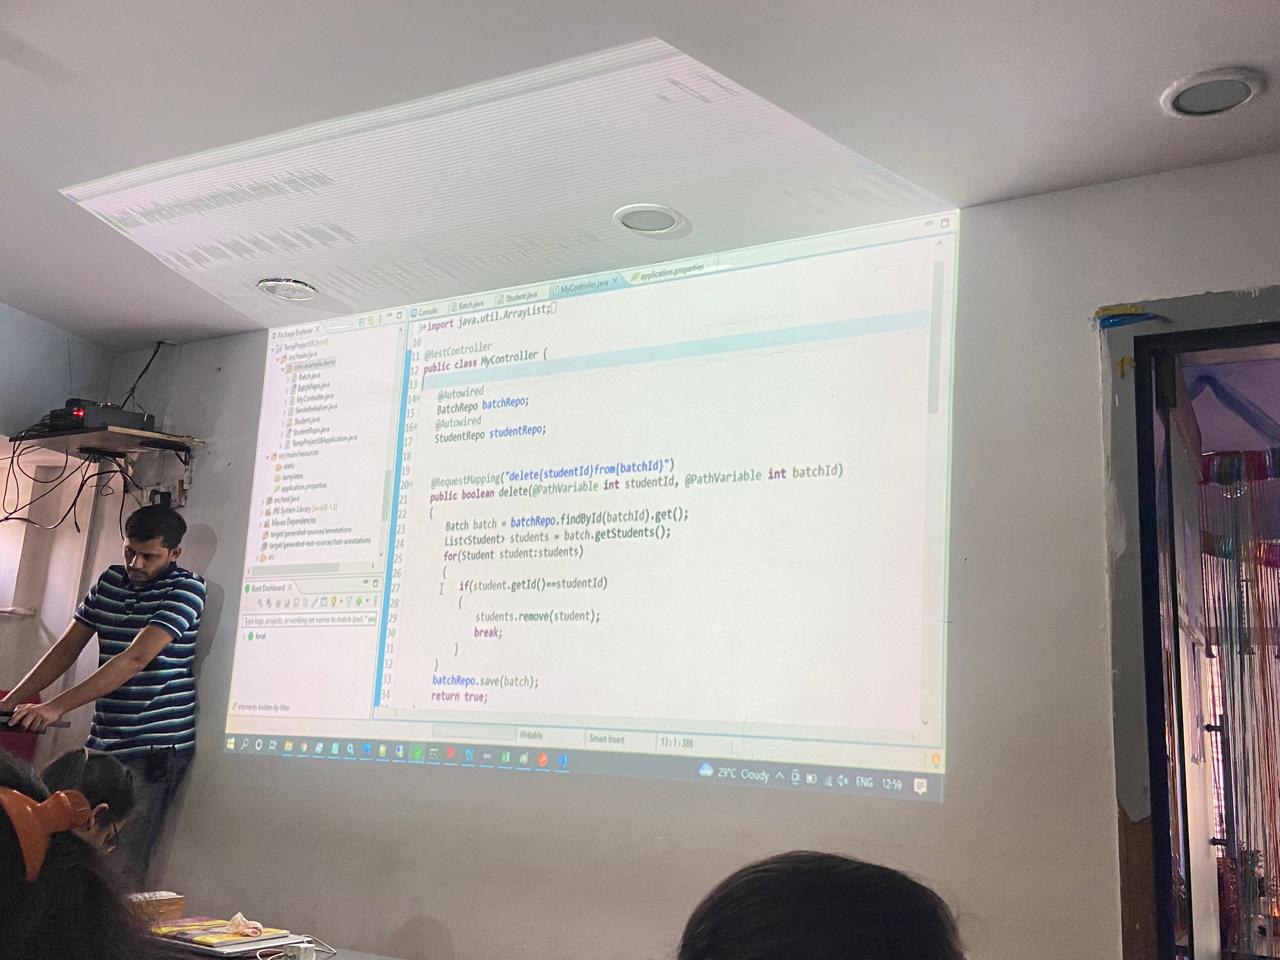 Package Explorer
TempProject38 [boot]
src/main/java
com.example.demo
Batch.java
BatchRepo.java
MyController.java
ServletInitializer.java
Student.java
StudentRepo.java
TempProject38Application.java
src/main/resources
static
templates
application.properties
src/test/java
JRE System Library [JavaSE-1.8]
Maven Dependencies
target/generated-sources/annotations
target/generated-test-sources/test-annotations
src
Boot Dashboard
Type tags, projects, or working set names to match (incl. * and
local
Console Batch.java Student.java MyController.java application.properties
3 import java.util.ArrayList;
10
11 @RestController
12 public class MyController {
13
14 @Autowired
15 BatchRepo batchRepo;
16 @Autowired
17 StudentRepo studentRepo;
18
19
20 @RequestMapping("delete{studentId}from{batchId}")
21 public boolean delete(@PathVariable int studentId, @PathVariable int batchId)
22 {
23 Batch batch = batchRepo.findById(batchId).get();
24 List<Student> students = batch.getStudents();
25 for(Student student:students)
26 {
27 if(student.getId()==studentId)
28 {
29 students.remove(student);
30 break;
31 }
32 }
33 batchRepo.save(batch);
34 return true;
Writable Smart Insert 13 : 1 : 386
29°C Cloudy ENG 12:59